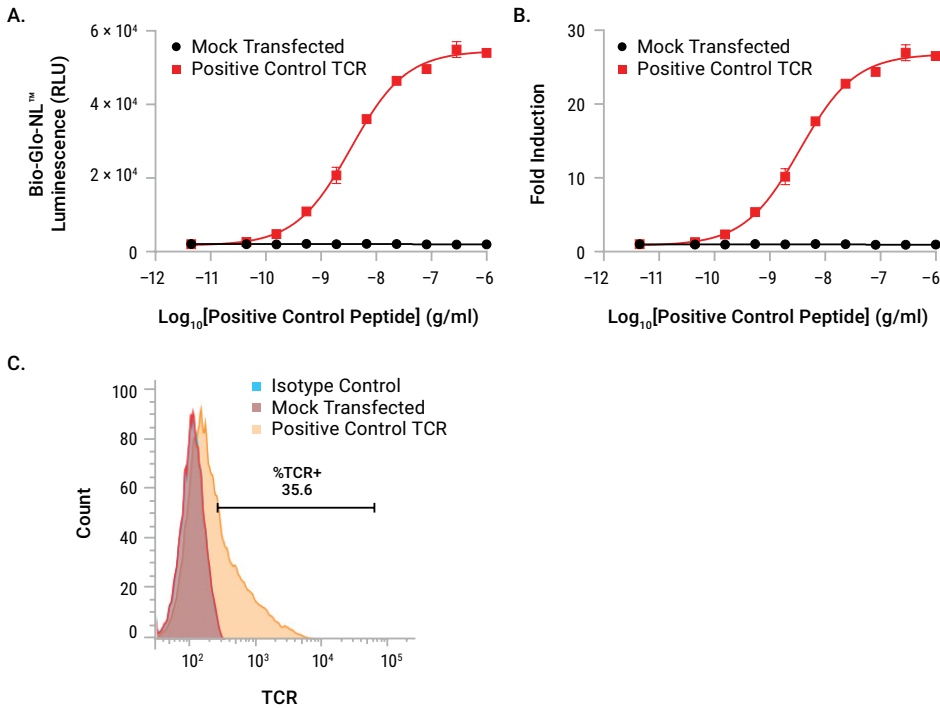 A.
6 × 10⁴
4 × 10⁴
2 × 10⁴
0
Bio-Glo-NL™
Luminescence (RLU)
Mock Transfected
Positive Control TCR
−12 −11 −10 −9 −8 −7 −6
Log₁₀[Positive Control Peptide] (g/ml)
B.
30
20
10
0
Fold Induction
Mock Transfected
Positive Control TCR
−12 −11 −10 −9 −8 −7 −6
Log₁₀[Positive Control Peptide] (g/ml)
C.
100
80
60
40
20
0
Count
Isotype Control
Mock Transfected
Positive Control TCR
%TCR+
35.6
10² 10³ 10⁴ 10⁵
TCR